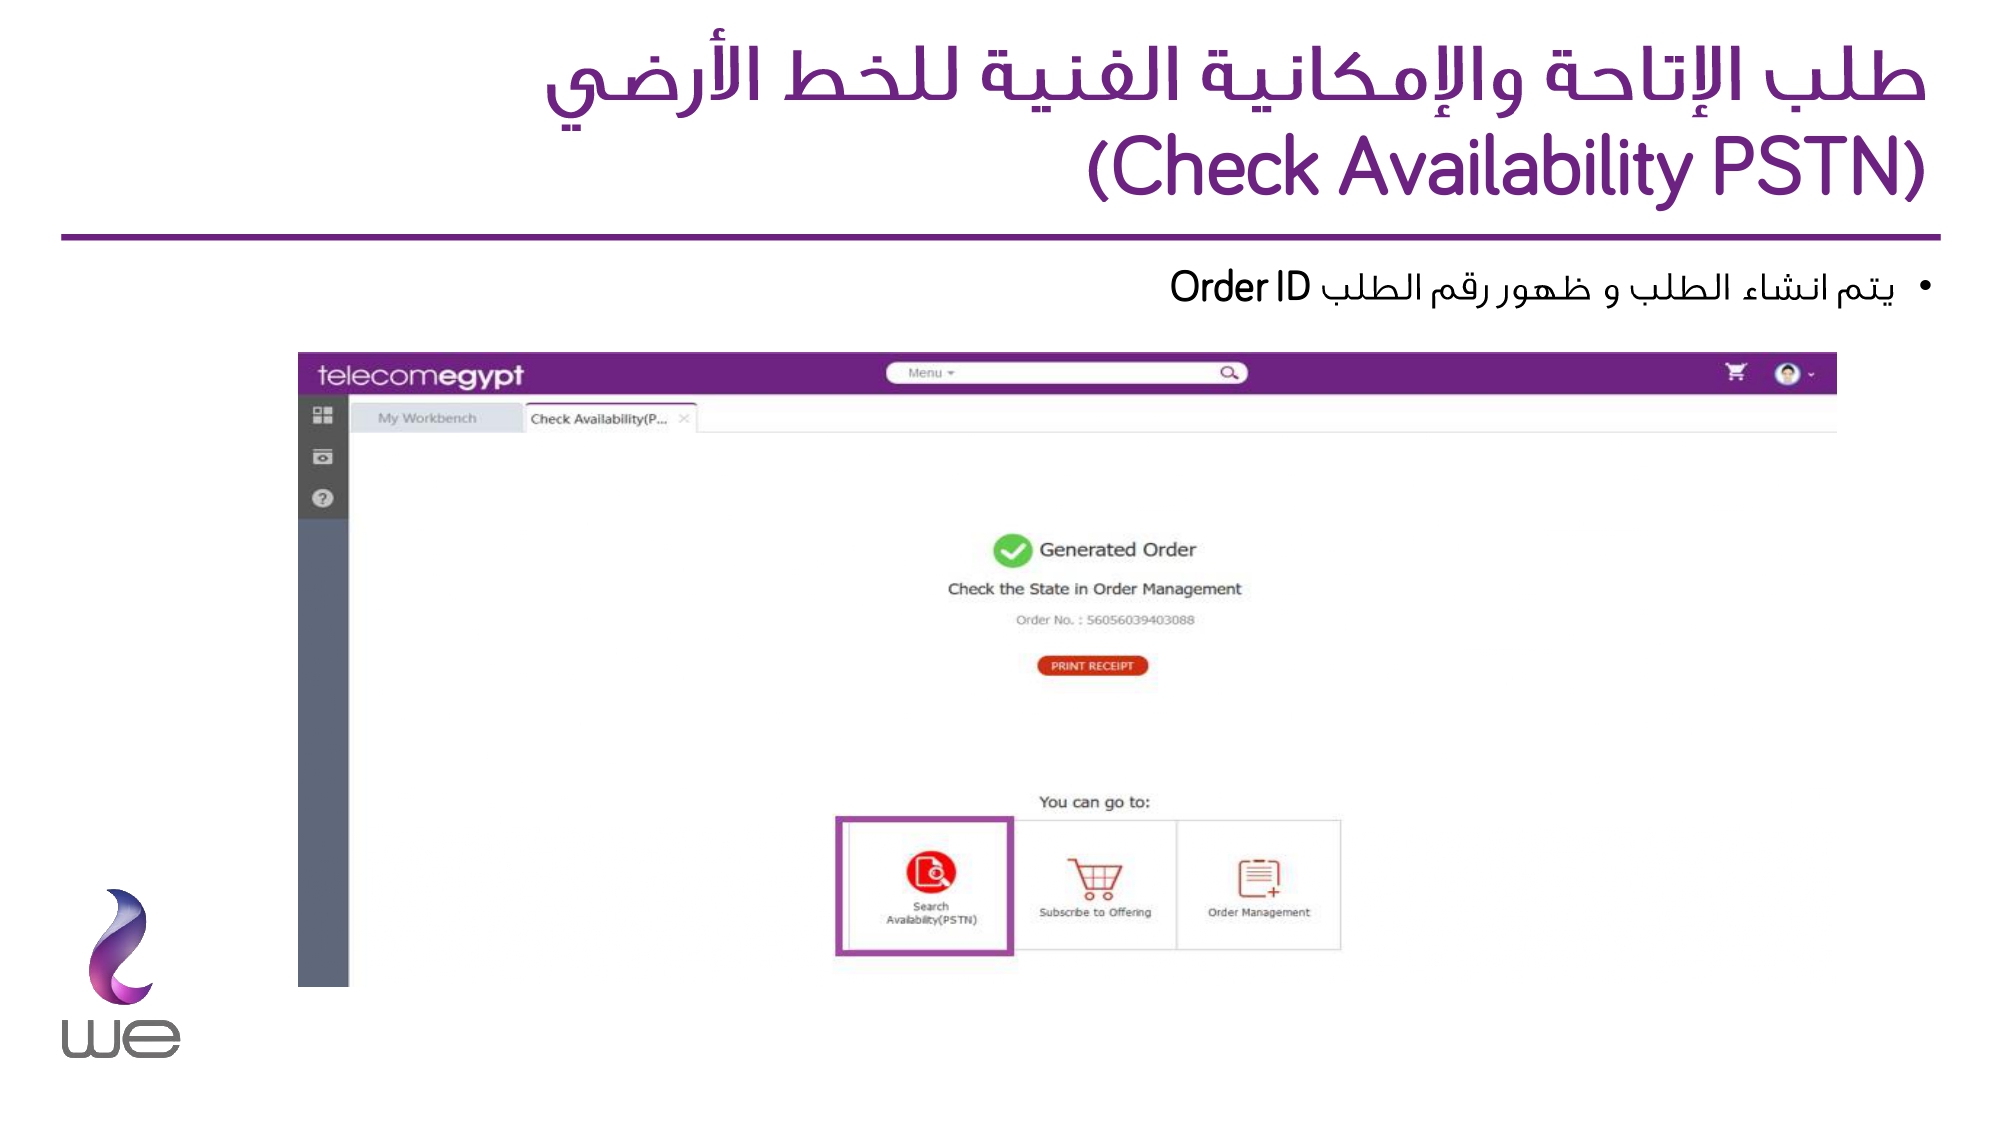 طلب الإتاحة والإمكانية الفنية للخط الأرضي
(Check Availability PSTN)
• يتم انشاء الطلب و ظهور رقم الطلب Order ID
telecomegypt
Menu
My Workbench
Check Availability(P...
Generated Order
Check the State in Order Management
Order No. : 56056039403088
PRINT RECEIPT
You can go to:
Search
Availability(PSTN)
Subscribe to Offering
Order Management
we